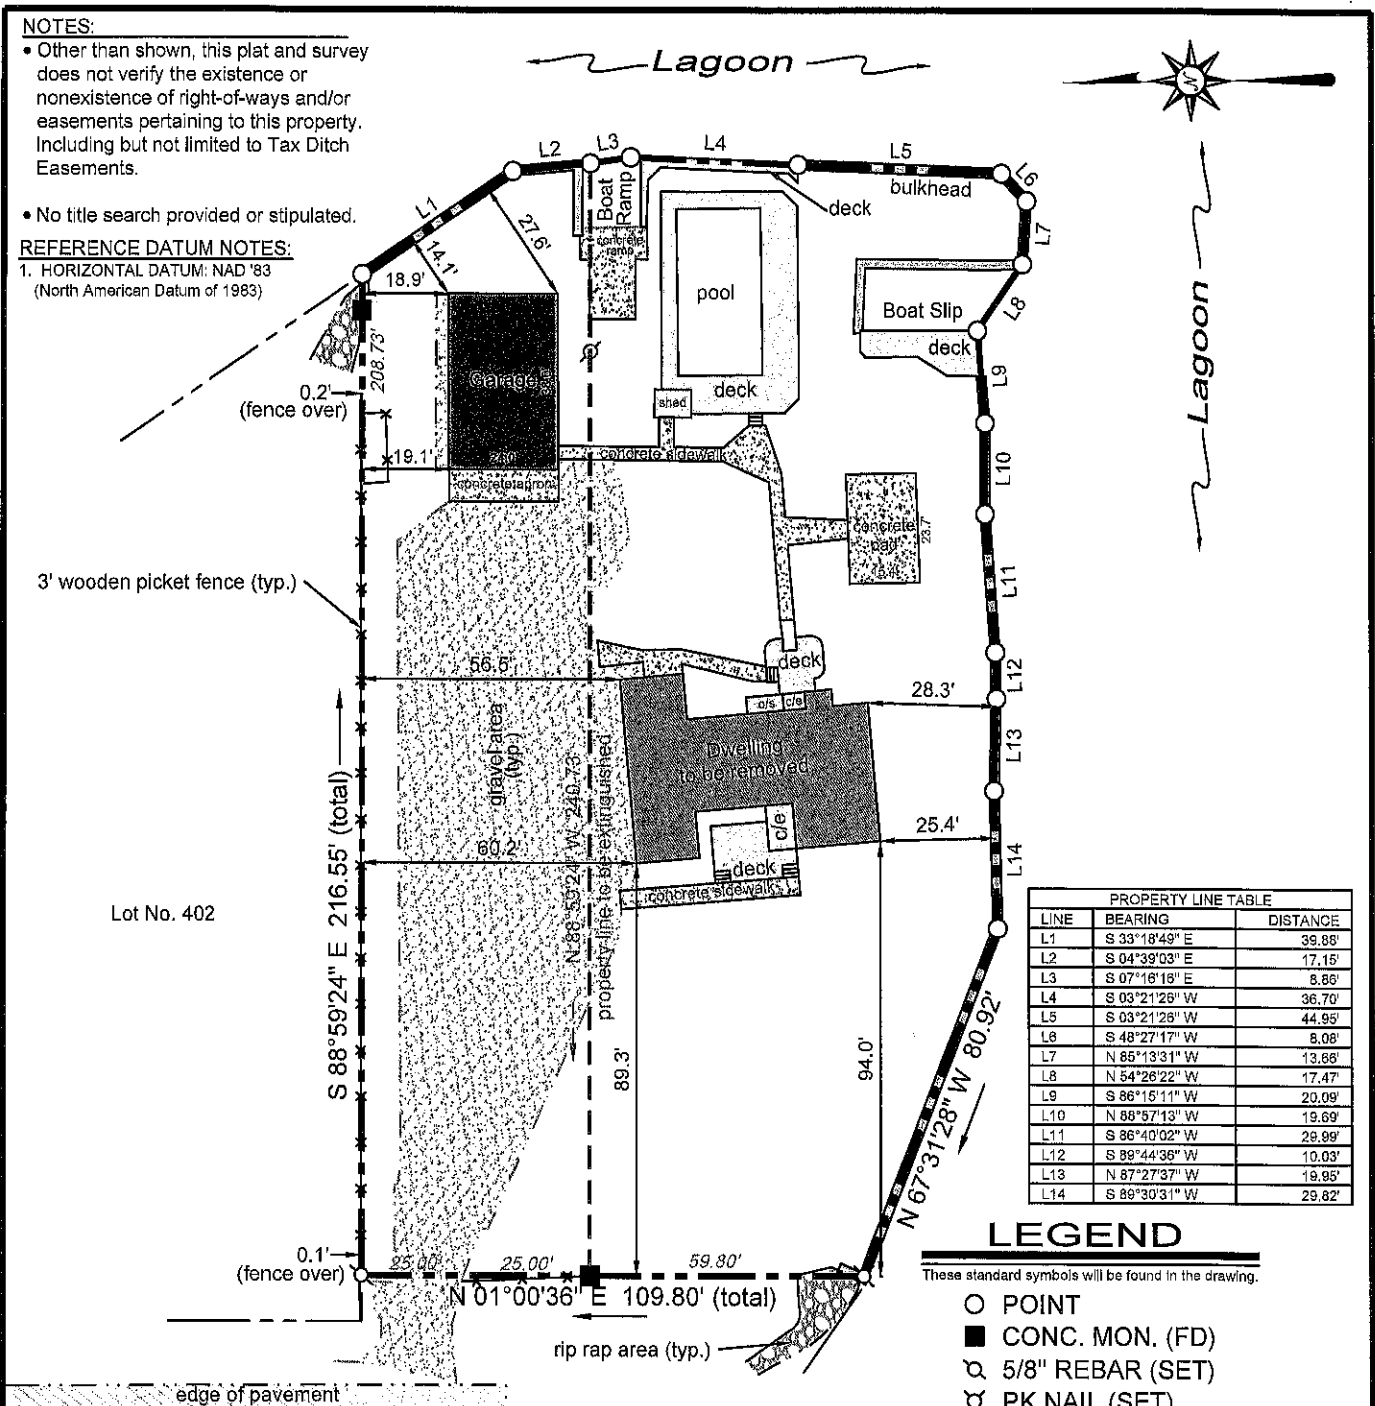 NOTES:
• Other than shown, this plat and survey
does not verify the existence or
nonexistence of right-of-ways and/or
easements pertaining to this property.
Including but not limited to Tax Ditch
Easements.
• No title search provided or stipulated.
REFERENCE DATUM NOTES:
1. HORIZONTAL DATUM: NAD '83
(North American Datum of 1983)
Lagoon
N
Lagoon
L1
L2
L3
L4
L5
bulkhead
L6
L7
L8
L9
L10
L11
L12
L13
L14
27.6'
14.1'
18.9'
208.73'
0.2'
(fence over)
19.1'
Boat
Ramp
concrete
ramp
deck
pool
deck
shed
Garage
concrete apron
concrete sidewalk
Boat Slip
deck
concrete
pad
23.7'
3' wooden picket fence (typ.)
56.5'
deck
o/s
c/e
28.3'
Dwelling
to be removed
gravel area
(typ.)
25.4'
60.2'
c/e
deck
concrete sidewalk
N 88°59'24" W 240.73'
property line to be extinguished
S 88°59'24" E 216.55' (total)
Lot No. 402
89.3'
94.0'
N 67°31'28" W 80.92'
0.1'
(fence over)
25.00'
25.00'
59.80'
N 01°00'36" E 109.80' (total)
rip rap area (typ.)
edge of pavement
PROPERTY LINE TABLE
LINE BEARING DISTANCE
L1 S 33°18'49" E 39.88'
L2 S 04°39'03" E 17.15'
L3 S 07°16'16" E 8.86'
L4 S 03°21'26" W 36.70'
L5 S 03°21'26" W 44.95'
L6 S 48°27'17" W 8.08'
L7 N 85°13'31" W 13.66'
L8 N 54°26'22" W 17.47'
L9 S 86°15'11" W 20.09'
L10 N 88°57'13" W 19.69'
L11 S 86°40'02" W 29.99'
L12 S 89°44'36" W 10.03'
L13 N 87°27'37" W 19.95'
L14 S 89°30'31" W 29.82'
LEGEND
These standard symbols will be found in the drawing.
POINT
CONC. MON. (FD)
5/8" REBAR (SET)
PK NAIL (SET)